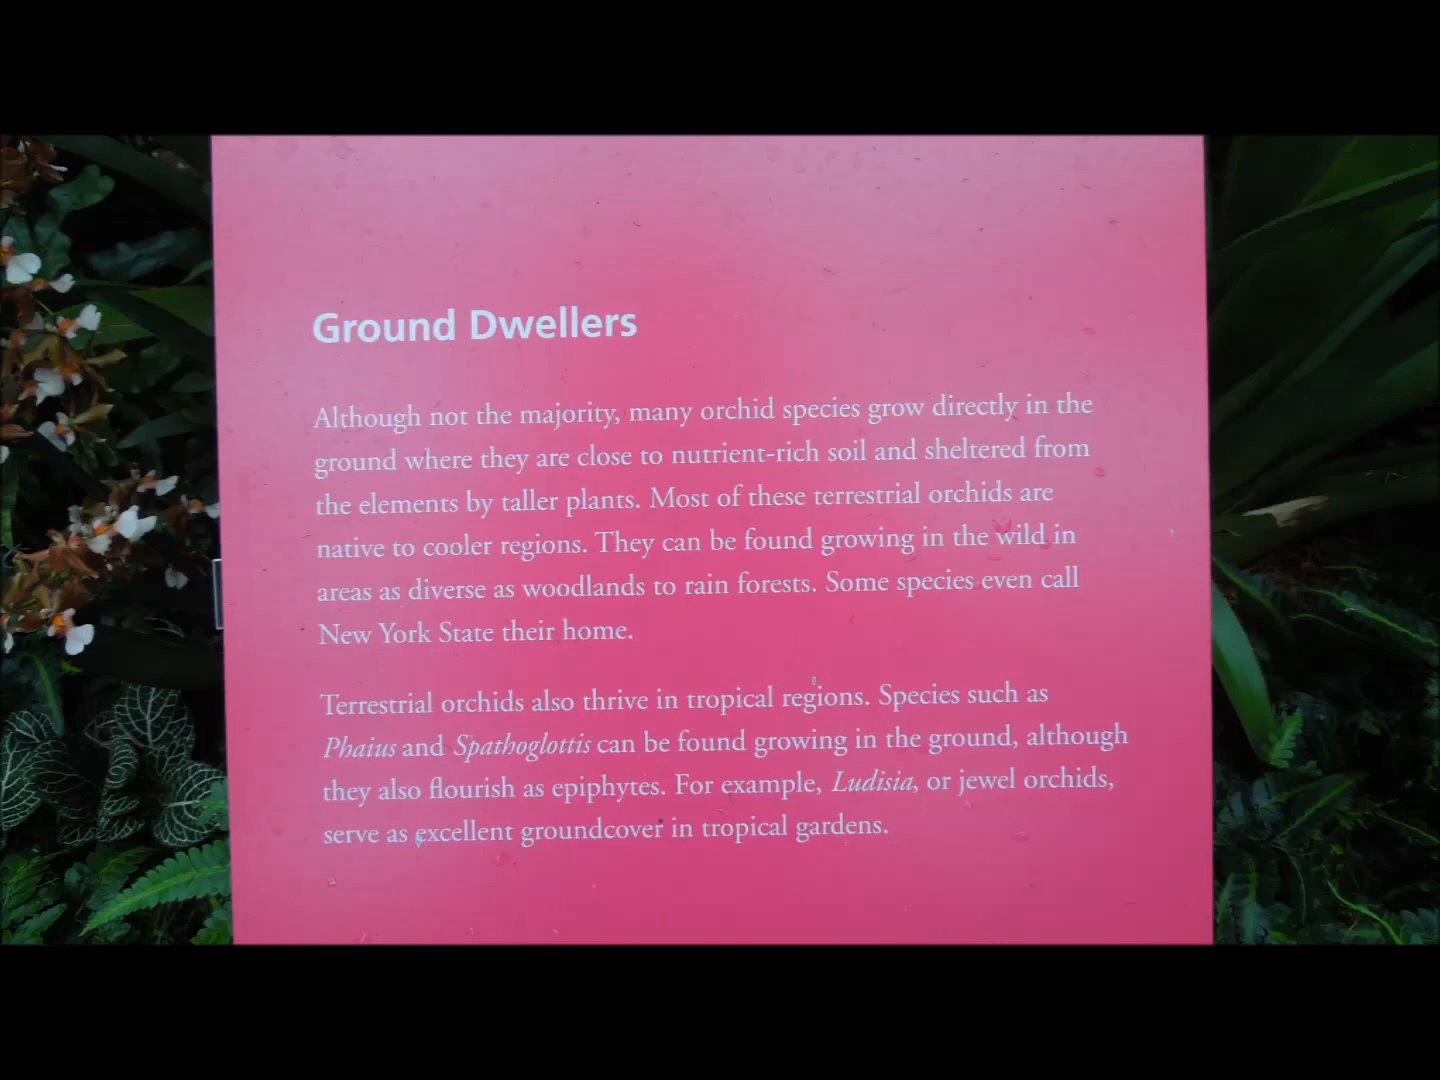 Ground Dwellers
Although not the majority, many orchid species grow directly in the
ground where they are close to nutrient-rich soil and sheltered from
the elements by taller plants. Most of these terrestrial orchids are
native to cooler regions. They can be found growing in the wild in
areas as diverse as woodlands to rain forests. Some species even call
New York State their home.
Terrestrial orchids also thrive in tropical regions. Species such as
Phaius and Spathoglottis can be found growing in the ground, although
they also flourish as epiphytes. For example, Ludisia, or jewel orchids,
serve as excellent groundcover in tropical gardens.